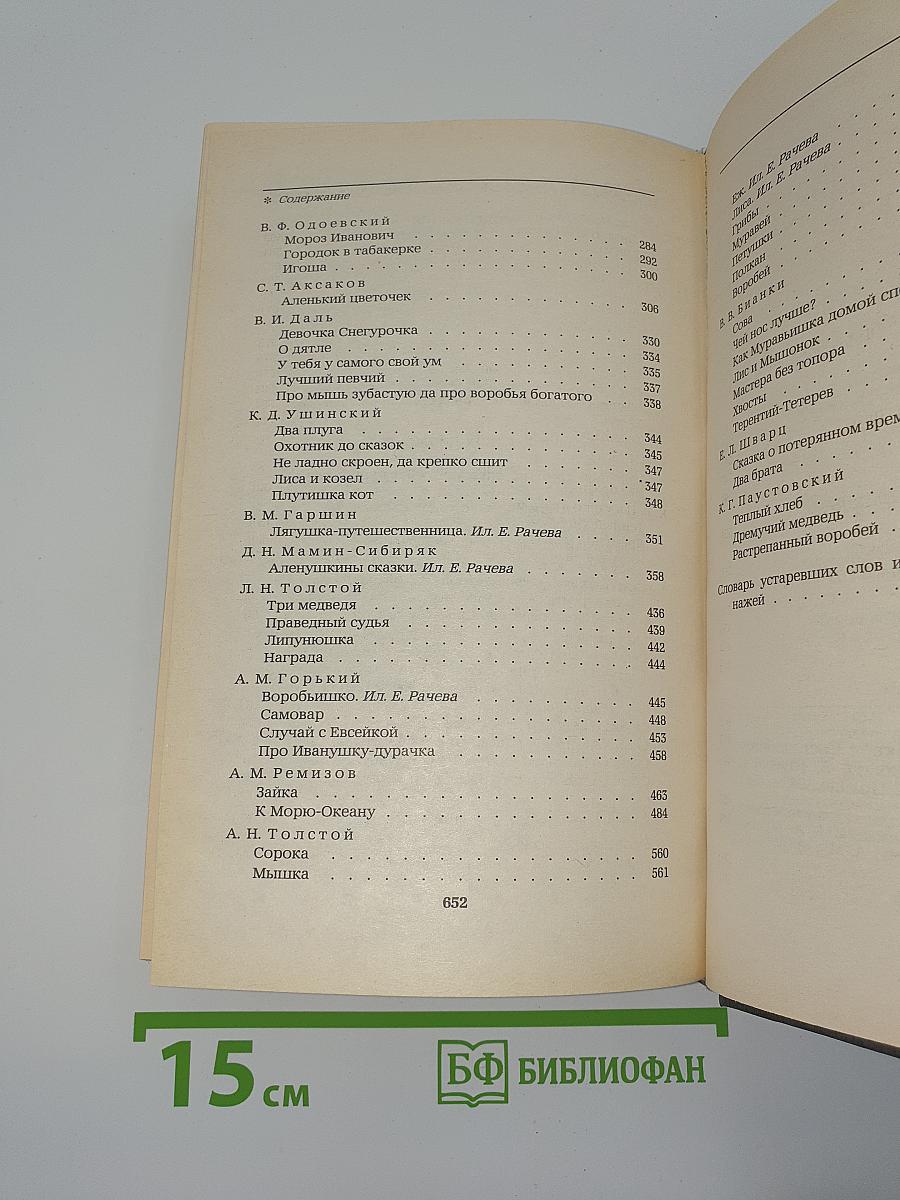 * Содержание
В. Ф. Одоевский
Мороз Иванович . . . . . . . . . . . . . . . . 284
Городок в табакерке . . . . . . . . . . . . . . 292
Игоша . . . . . . . . . . . . . . . . . . . . 300
С. Т. Аксаков
Аленький цветочек . . . . . . . . . . . . . . 306
В. И. Даль
Девочка Снегурочка . . . . . . . . . . . . . . 330
О дятле . . . . . . . . . . . . . . . . . . . 334
У тебя у самого свой ум . . . . . . . . . . . . 335
Лучший певчий . . . . . . . . . . . . . . . . 337
Про мышь зубастую да про воробья богатого . . 338
К. Д. Ушинский
Два плуга . . . . . . . . . . . . . . . . . . 344
Охотник до сказок . . . . . . . . . . . . . . 345
Не ладно скроен, да крепко сшит . . . . . . . . 347
Лиса и козел . . . . . . . . . . . . . . . . . 347
Плутишка кот . . . . . . . . . . . . . . . . 348
В. М. Гаршин
Лягушка-путешественница. Ил. Е. Рачева . . . . 351
Д. Н. Мамин-Сибиряк
Аленушкины сказки. Ил. Е. Рачева . . . . . . . 358
Л. Н. Толстой
Три медведя . . . . . . . . . . . . . . . . . 436
Праведный судья . . . . . . . . . . . . . . . 439
Липунюшка . . . . . . . . . . . . . . . . . 442
Награда . . . . . . . . . . . . . . . . . . . 444
А. М. Горький
Воробьишко. Ил. Е. Рачева . . . . . . . . . . 445
Самовар . . . . . . . . . . . . . . . . . . . 448
Случай с Евсейкой . . . . . . . . . . . . . . 453
Про Иванушку-дурачка . . . . . . . . . . . . 458
А. М. Ремизов
Зайка . . . . . . . . . . . . . . . . . . . . 463
К Морю-Океану . . . . . . . . . . . . . . . . 484
А. Н. Толстой
Сорока . . . . . . . . . . . . . . . . . . . 560
Мышка . . . . . . . . . . . . . . . . . . . 561
652
Еж. Ил. Е. Рачева . . . .
Лиса. Ил. Е. Рачева . . . .
Грибы . . . . . .
Муравей . . . . . .
Петушки . . . . . .
Полкан . . . . . .
Воробей . . . . . .
В. В. Бианки
Сова . . . . . .
Чей нос лучше? . . . .
Как Муравьишка домой
Лис и Мышонок . . . .
Мастера без топора . . .
Хвосты . . . . . .
Терентий-Тетерев . . . .
Е. Л. Шварц
Сказка о потерянном
Два брата . . . . . .
К. Г. Паустовский
Теплый хлеб . . . . .
Дремучий медведь . . . .
Растрепанный воробей . .
Словарь устаревших слов и
нажей . . . . . . .
15 см
БФ БИБЛИОФАН